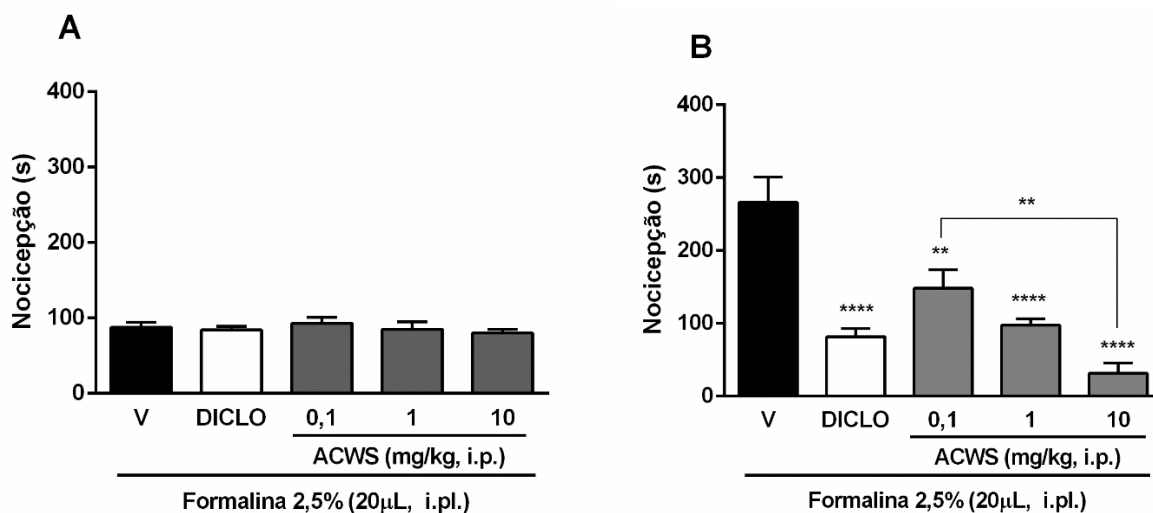 A
Nocicepção (s)
400
300
200
100
0
V DICLO 0,1 1 10
ACWS (mg/kg, i.p.)
Formalina 2,5% (20µL, i.pl.)
B
Nocicepção (s)
400
300
200
100
0
**
**
****
****
****
V DICLO 0,1 1 10
ACWS (mg/kg, i.p.)
Formalina 2,5% (20µL, i.pl.)